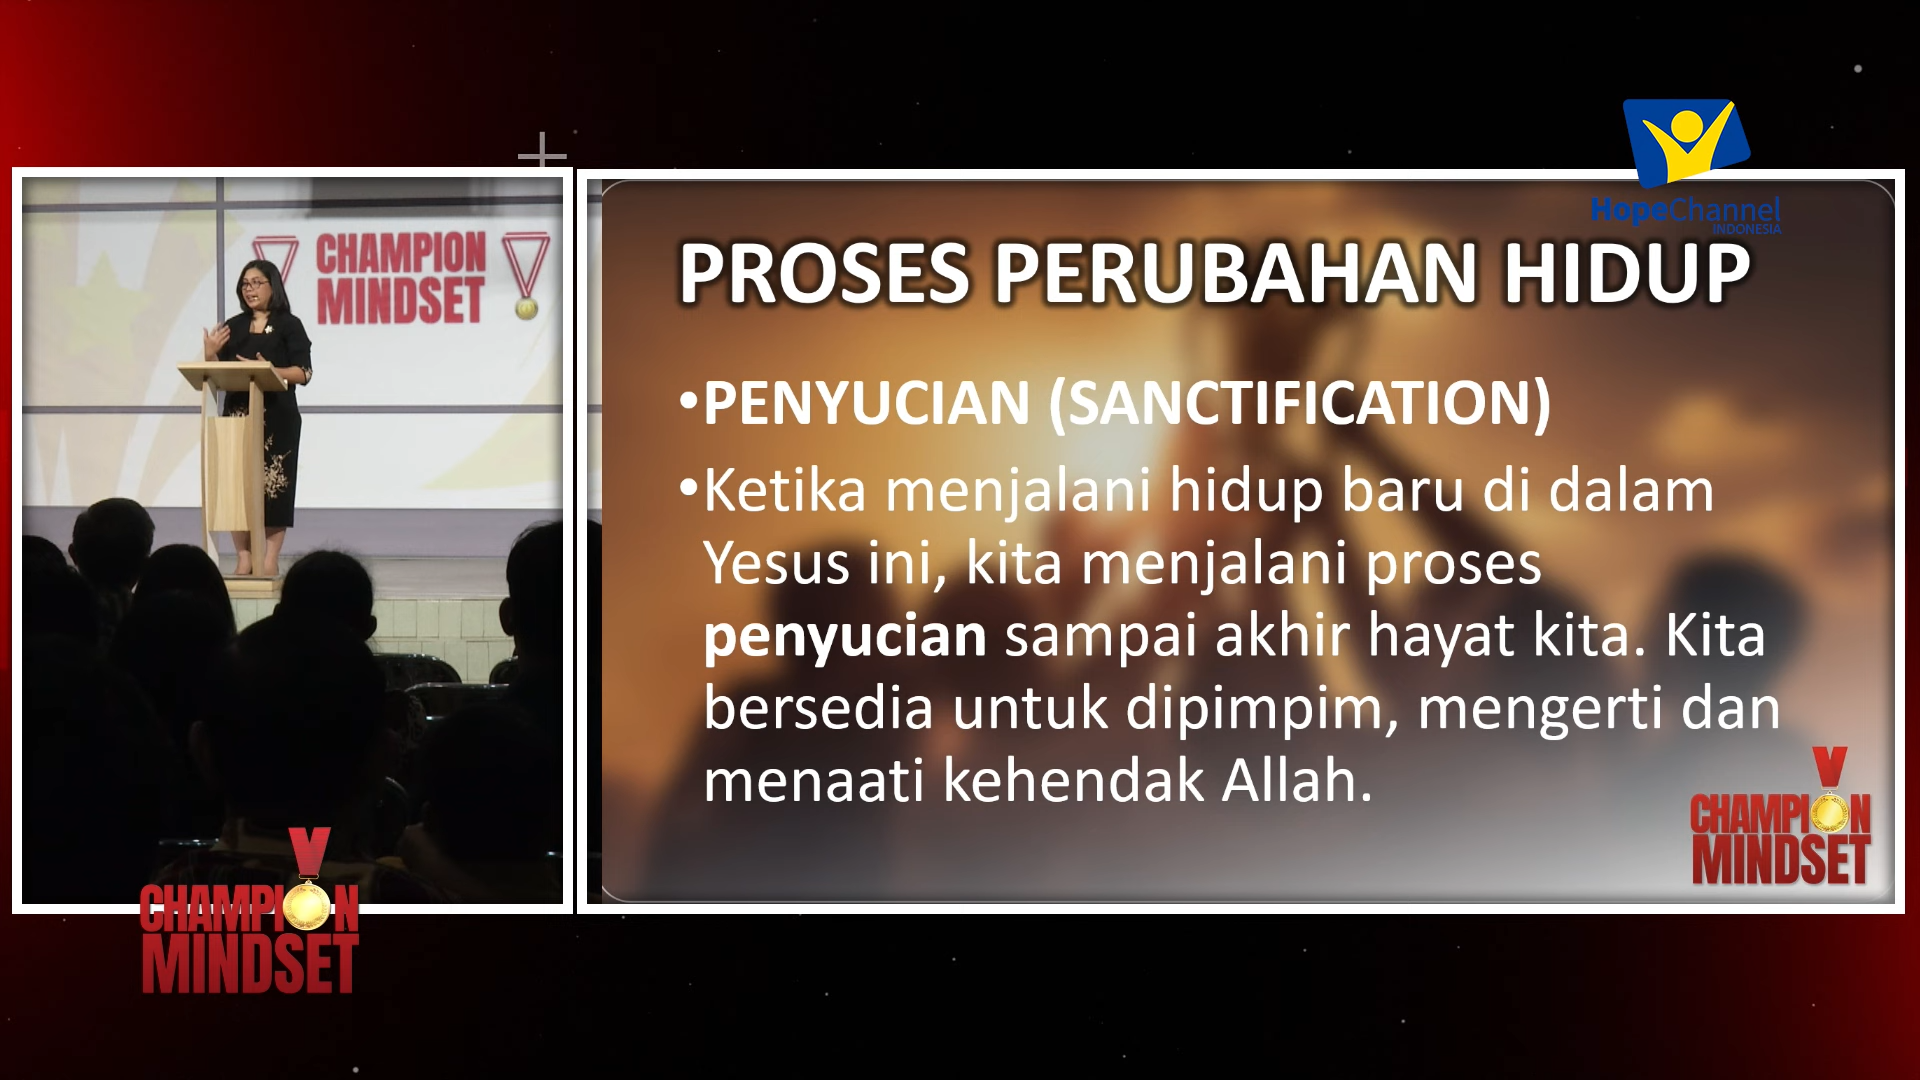 HopeChannel
INDONESIA
CHAMPION
MINDSET
PROSES PERUBAHAN HIDUP
•PENYUCIAN (SANCTIFICATION)
•Ketika menjalani hidup baru di dalam
Yesus ini, kita menjalani proses
penyucian sampai akhir hayat kita. Kita
bersedia untuk dipimpim, mengerti dan
menaati kehendak Allah.
CHAMPION
MINDSET
CHAMPION
MINDSET